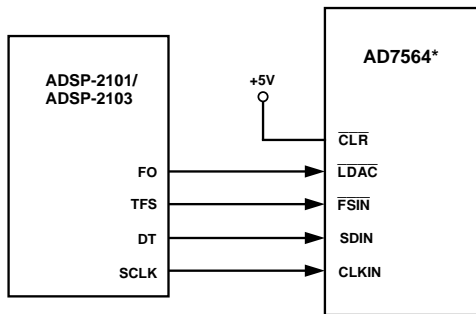 ADSP-2101/
ADSP-2103
FO
TFS
DT
SCLK
+5V
AD7564*
CLR
LDAC
FSIN
SDIN
CLKIN